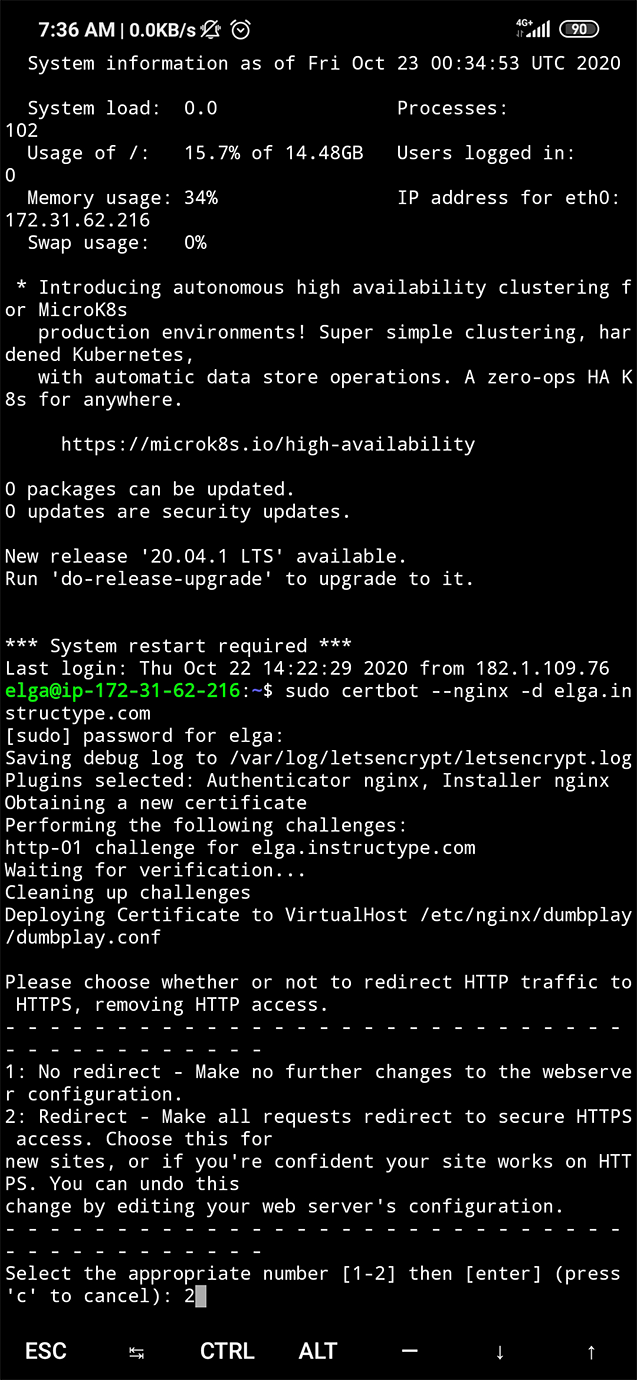 7:36 AM | 0.0KB/s 4G+ 90
System information as of Fri Oct 23 00:34:53 UTC 2020
System load: 0.0 Processes:
102
Usage of /: 15.7% of 14.48GB Users logged in:
0
Memory usage: 34% IP address for eth0:
172.31.62.216
Swap usage: 0%
* Introducing autonomous high availability clustering f
or MicroK8s
production environments! Super simple clustering, har
dened Kubernetes,
with automatic data store operations. A zero-ops HA K
8s for anywhere.
https://microk8s.io/high-availability
0 packages can be updated.
0 updates are security updates.
New release '20.04.1 LTS' available.
Run 'do-release-upgrade' to upgrade to it.
*** System restart required ***
Last login: Thu Oct 22 14:22:29 2020 from 182.1.109.76
elga@ip-172-31-62-216:~$ sudo certbot --nginx -d elga.in
structype.com
[sudo] password for elga:
Saving debug log to /var/log/letsencrypt/letsencrypt.log
Plugins selected: Authenticator nginx, Installer nginx
Obtaining a new certificate
Performing the following challenges:
http-01 challenge for elga.instructype.com
Waiting for verification...
Cleaning up challenges
Deploying Certificate to VirtualHost /etc/nginx/dumbplay
/dumbplay.conf
Please choose whether or not to redirect HTTP traffic to
HTTPS, removing HTTP access.
- - - - - - - - - - - - - - - - - - - - - - - - - - - -
- - - - - - - - - - - -
1: No redirect - Make no further changes to the webserve
r configuration.
2: Redirect - Make all requests redirect to secure HTTPS
access. Choose this for
new sites, or if you're confident your site works on HTT
PS. You can undo this
change by editing your web server's configuration.
- - - - - - - - - - - - - - - - - - - - - - - - - - - -
- - - - - - - - - - - -
Select the appropriate number [1-2] then [enter] (press
'c' to cancel): 2
ESC ↹ CTRL ALT — ↓ ↑